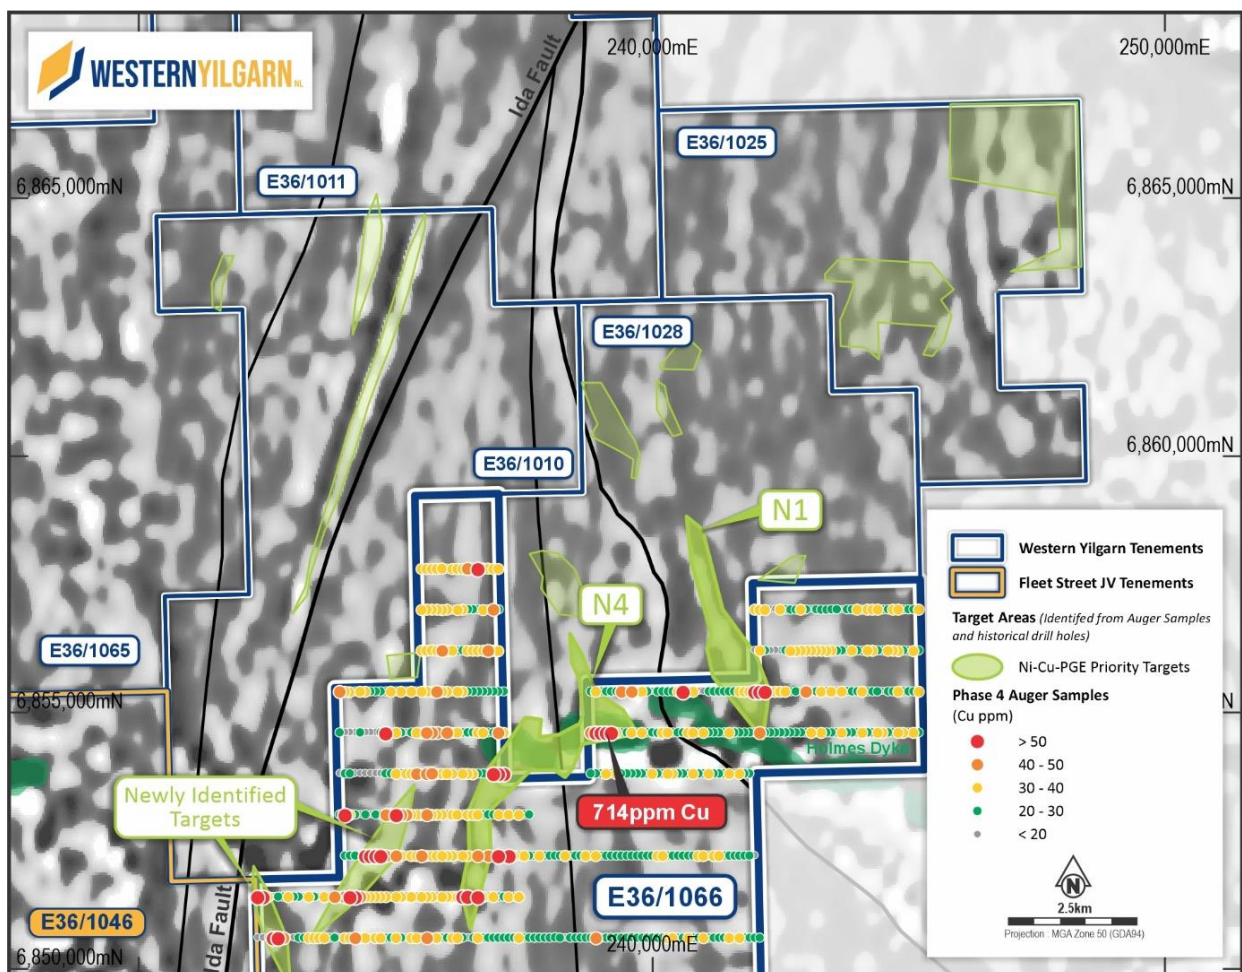 WESTERNYILGARN NL
Ida Fault
240,000mE
250,000mE
E36/1025
E36/1011
6,865,000mN
6,865,000mN
E36/1028
6,860,000mN
E36/1010
N1
N4
E36/1065
6,855,000mN
Holmes Dyke
Newly Identified
Targets
714ppm Cu
E36/1066
E36/1046
Ida Fault
240,000mE
6,850,000mN
Western Yilgarn Tenements
Fleet Street JV Tenements
Target Areas (Identifed from Auger Samples
and historical drill holes)
Ni-Cu-PGE Priority Targets
Phase 4 Auger Samples
(Cu ppm)
> 50
40 - 50
30 - 40
20 - 30
< 20
N
2.5km
Projection : MGA Zone 50 (GDA94)